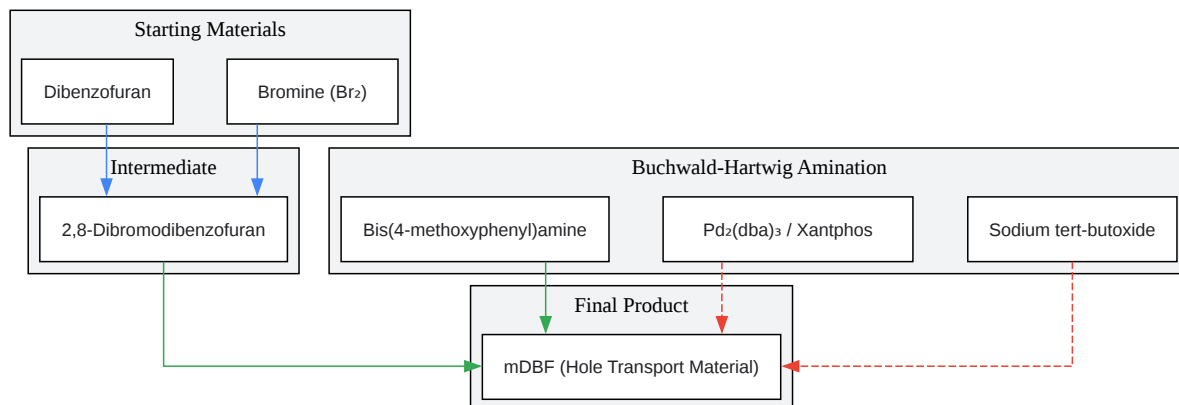 Starting Materials
Dibenzofuran
Bromine (Br₂)
Intermediate
Buchwald-Hartwig Amination
2,8-Dibromodibenzofuran
Bis(4-methoxyphenyl)amine
Pd₂(dba)₃ / Xantphos
Sodium tert-butoxide
Final Product
mDBF (Hole Transport Material)